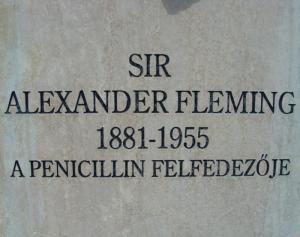 SIR
ALEXANDER FLEMING
1881-1955
A PENICILLIN FELFEDEZŐJE